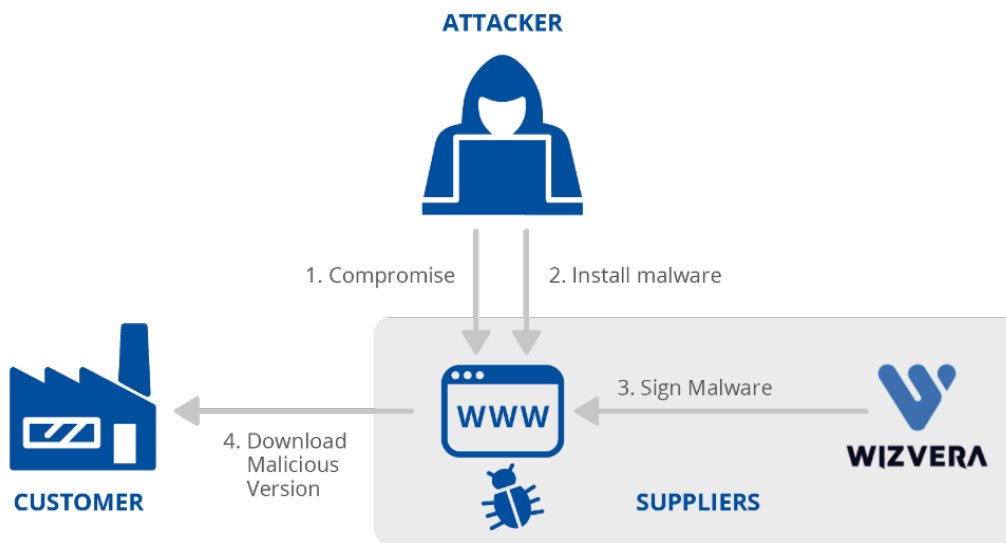 ATTACKER
1. Compromise
2. Install malware
3. Sign Malware
WWW
WIZVERA
4. Download
Malicious
Version
CUSTOMER
SUPPLIERS